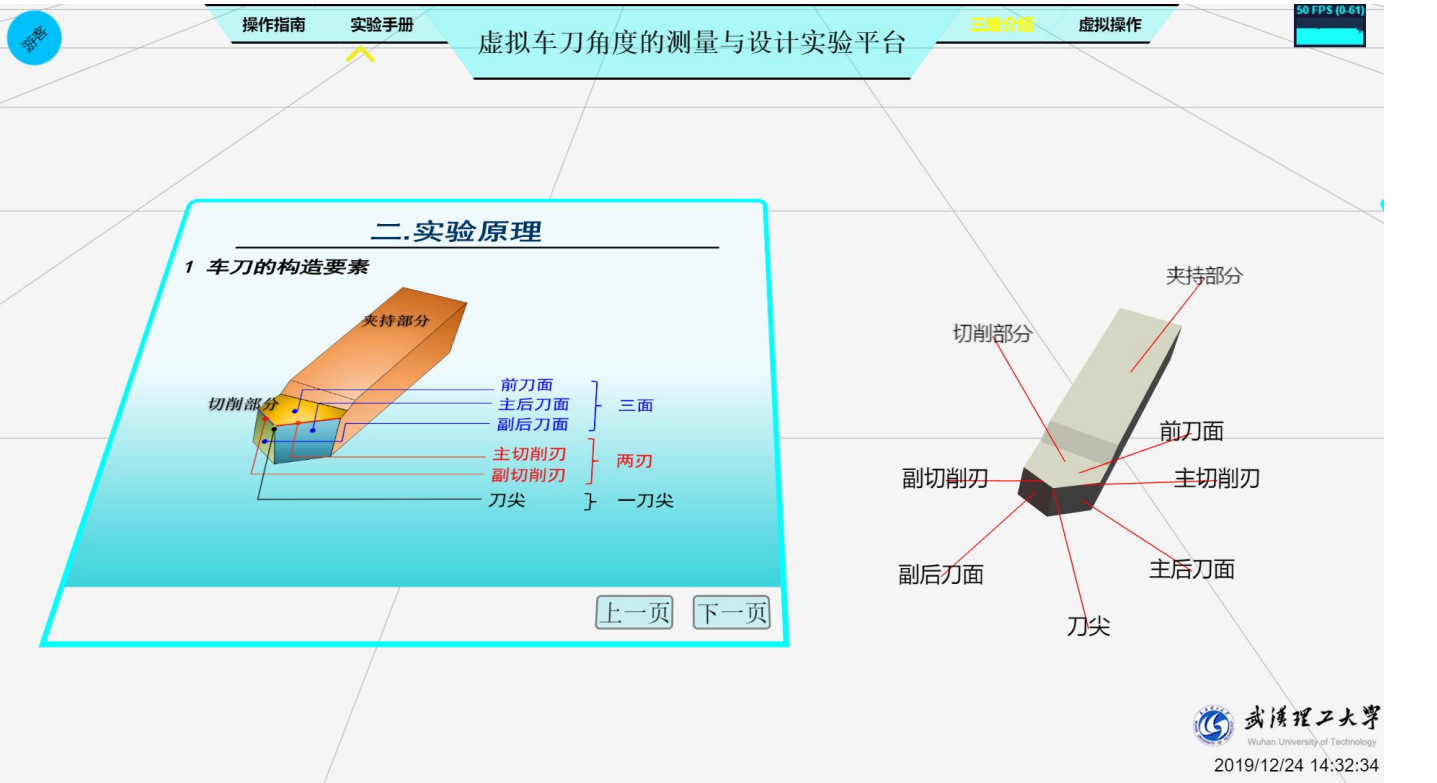 游客
操作指南
实验手册
虚拟车刀角度的测量与设计实验平台
三维介绍
虚拟操作
50 FPS (0-61)
二.实验原理
1 车刀的构造要素
夹持部分
切削部分
前刀面
主后刀面
副后刀面
三面
主切削刃
副切削刃
两刃
刀尖
一刀尖
上一页
下一页
夹持部分
切削部分
前刀面
副切削刃
主切削刃
副后刀面
主后刀面
刀尖
武汉理工大学
Wuhan University of Technology
2019/12/24 14:32:34